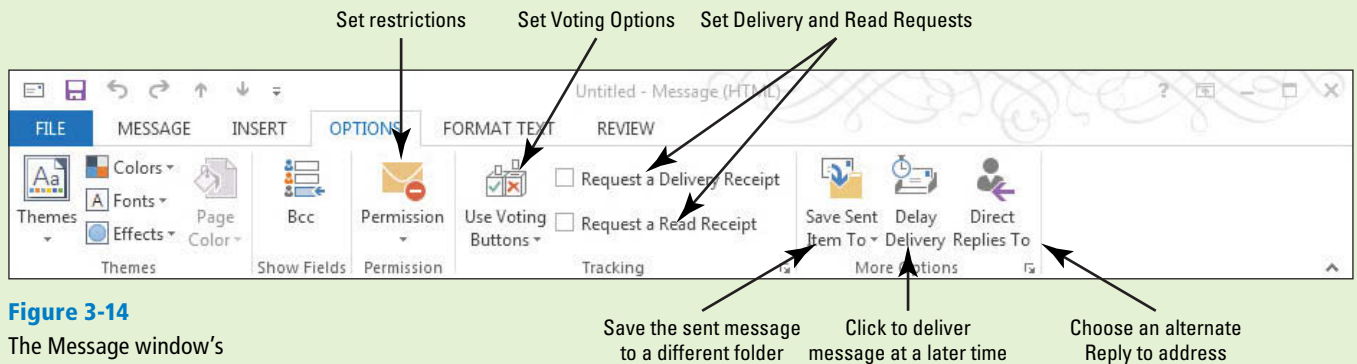 Set restrictions
Set Voting Options
Set Delivery and Read Requests
Untitled - Message (HTML)
?
FILE
MESSAGE
INSERT
OPTIONS
FORMAT TEXT
REVIEW
Aa
Themes
Colors
A Fonts
Effects
Page
Color
Themes
Bcc
Show Fields
Permission
Permission
Use Voting
Buttons
Request a Delivery Receipt
Request a Read Receipt
Tracking
Save Sent
Item To
Delay
Delivery
Direct
Replies To
More Options
Figure 3-14
The Message window's
Save the sent message
to a different folder
Click to deliver
message at a later time
Choose an alternate
Reply to address